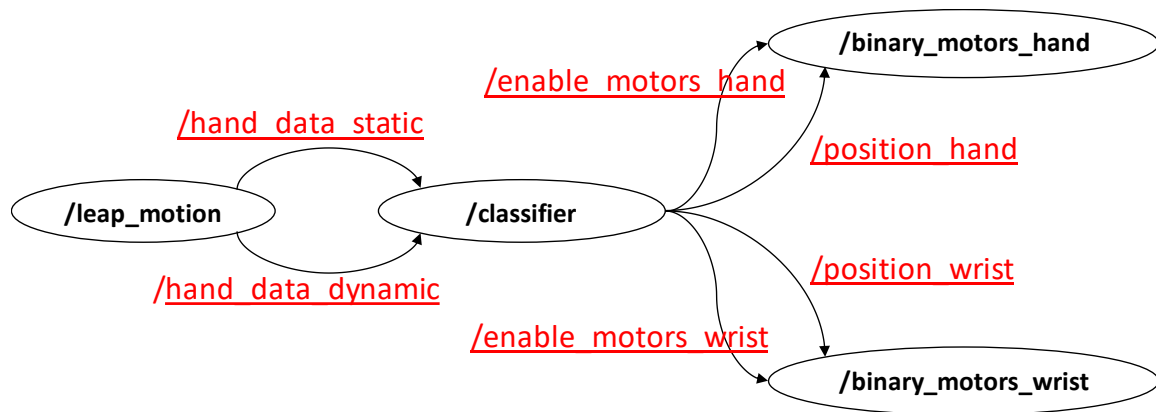 /binary_motors_hand
/enable_motors_hand
/hand_data_static
/position_hand
/leap_motion
/classifier
/position_wrist
/hand_data_dynamic
/enable_motors_wrist
/binary_motors_wrist